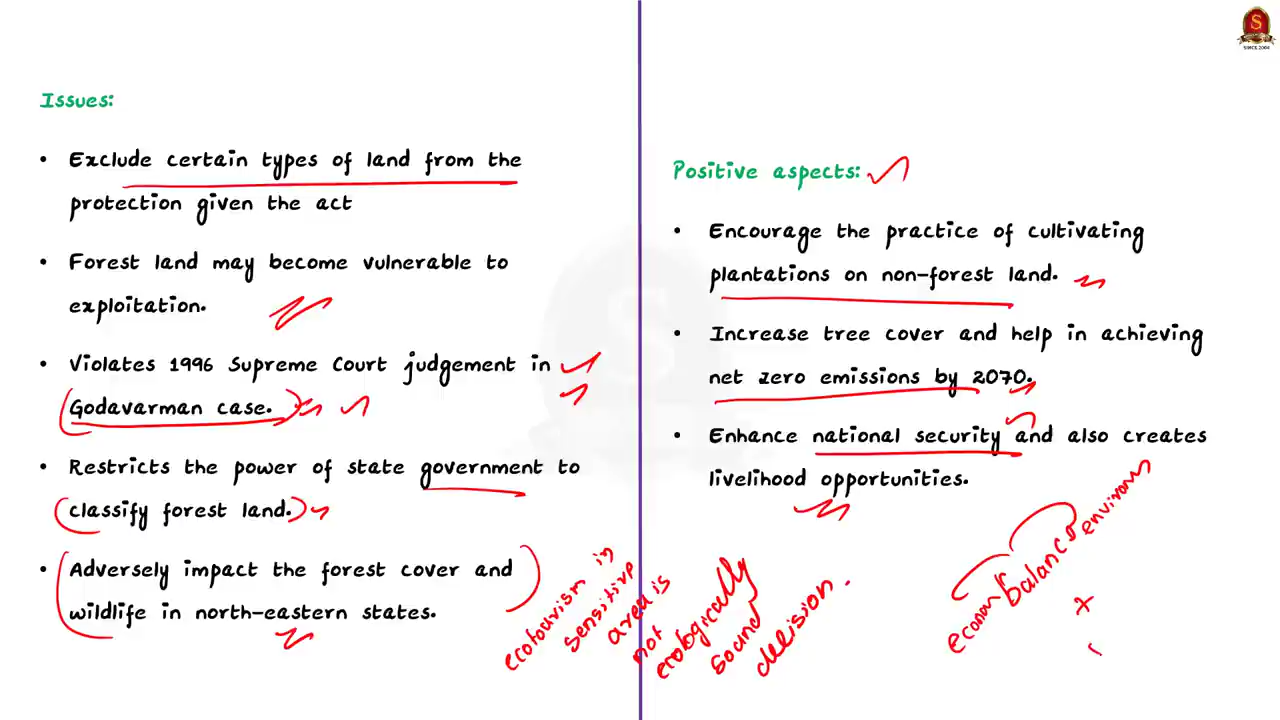 Issues:
• Exclude certain types of land from the
protection given the act
• Forest land may become vulnerable to
exploitation.
• Violates 1996 Supreme Court judgement in
Godavarman case.
• Restricts the power of state government to
classify forest land.
• Adversely impact the forest cover and
wildlife in north-eastern states.
ecotourism in
sensitive
area is
not
ecologically
sound
decision.
S
SINCE 2004
Positive aspects:
• Encourage the practice of cultivating
plantations on non-forest land.
• Increase tree cover and help in achieving
net zero emissions by 2070.
• Enhance national security and also creates
livelihood opportunities.
balance
+